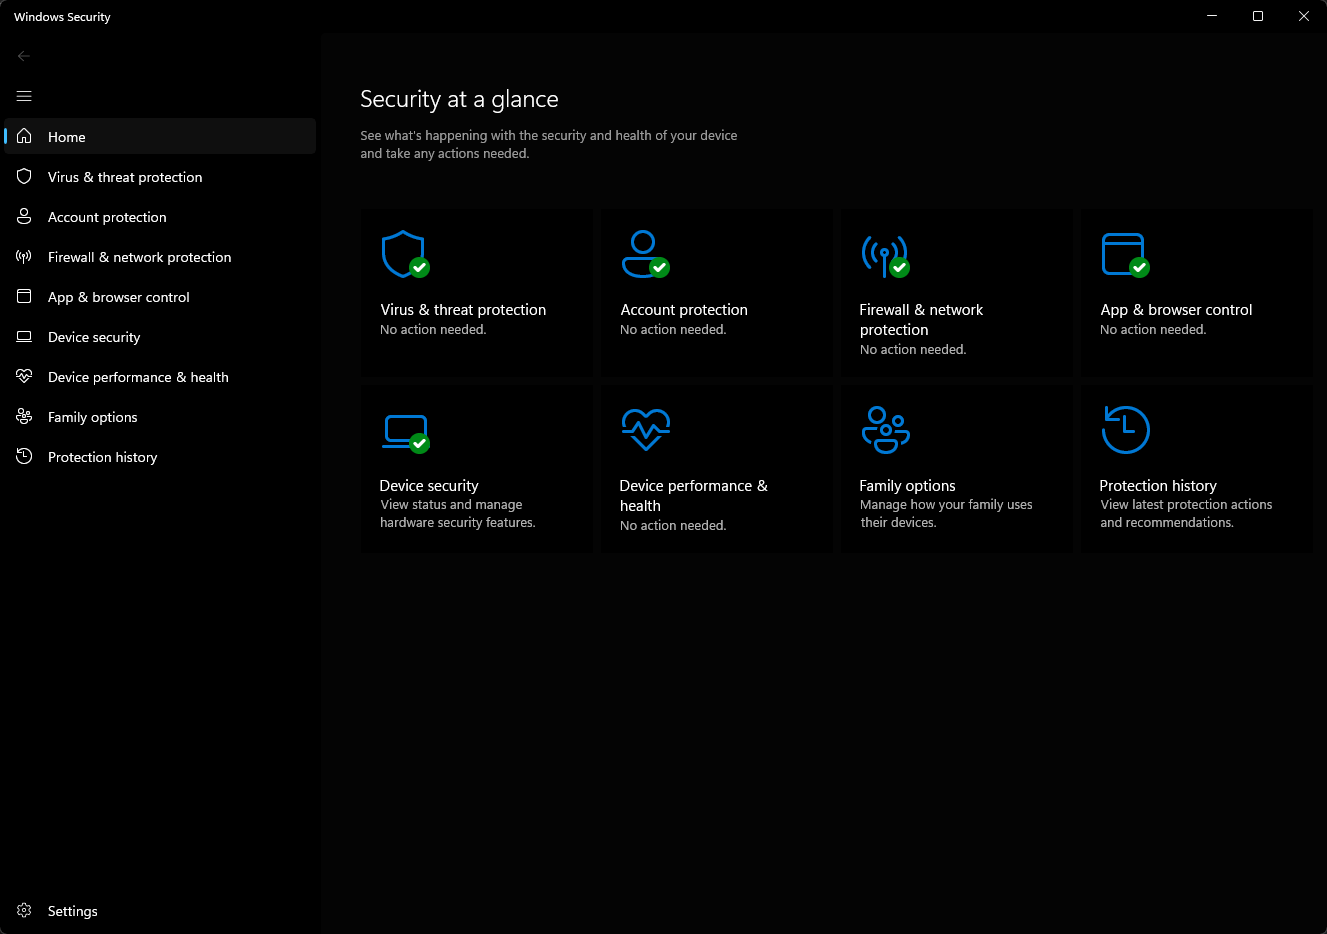 Windows Security
Home
Virus & threat protection
Account protection
Firewall & network protection
App & browser control
Device security
Device performance & health
Family options
Protection history
Settings
Security at a glance
See what's happening with the security and health of your device
and take any actions needed.
Virus & threat protection
No action needed.
Account protection
No action needed.
Firewall & network
protection
No action needed.
App & browser control
No action needed.
Device security
View status and manage
hardware security features.
Device performance &
health
No action needed.
Family options
Manage how your family uses
their devices.
Protection history
View latest protection actions
and recommendations.